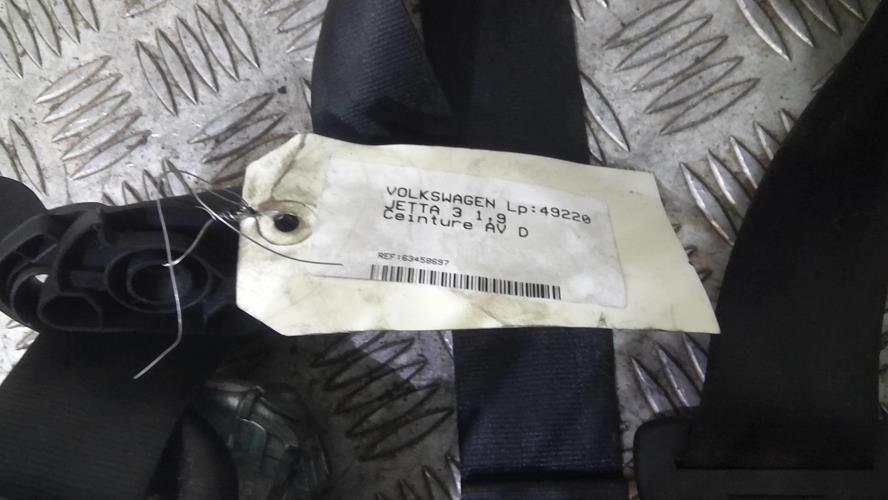 VOLKSWAGEN Lp:49220
JETTA 3 1,9
Ceinture AV D
REF:63458697